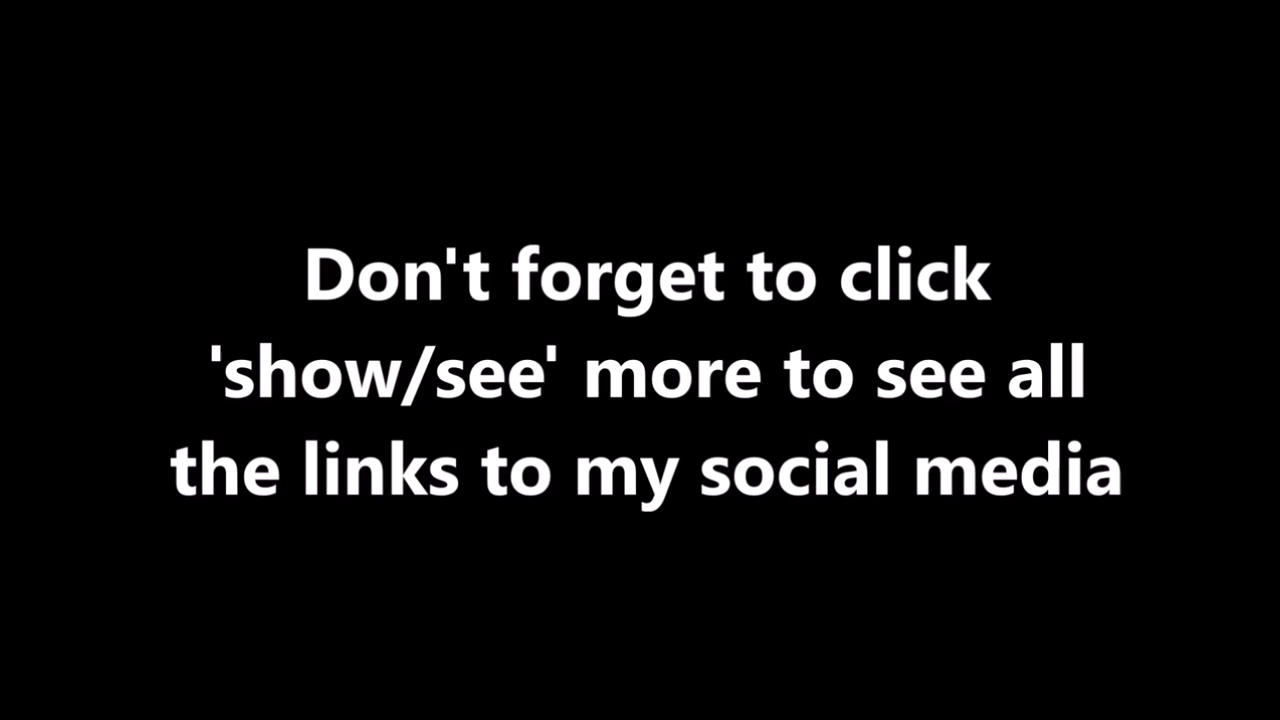 Don't forget to click
'show/see' more to see all
the links to my social media